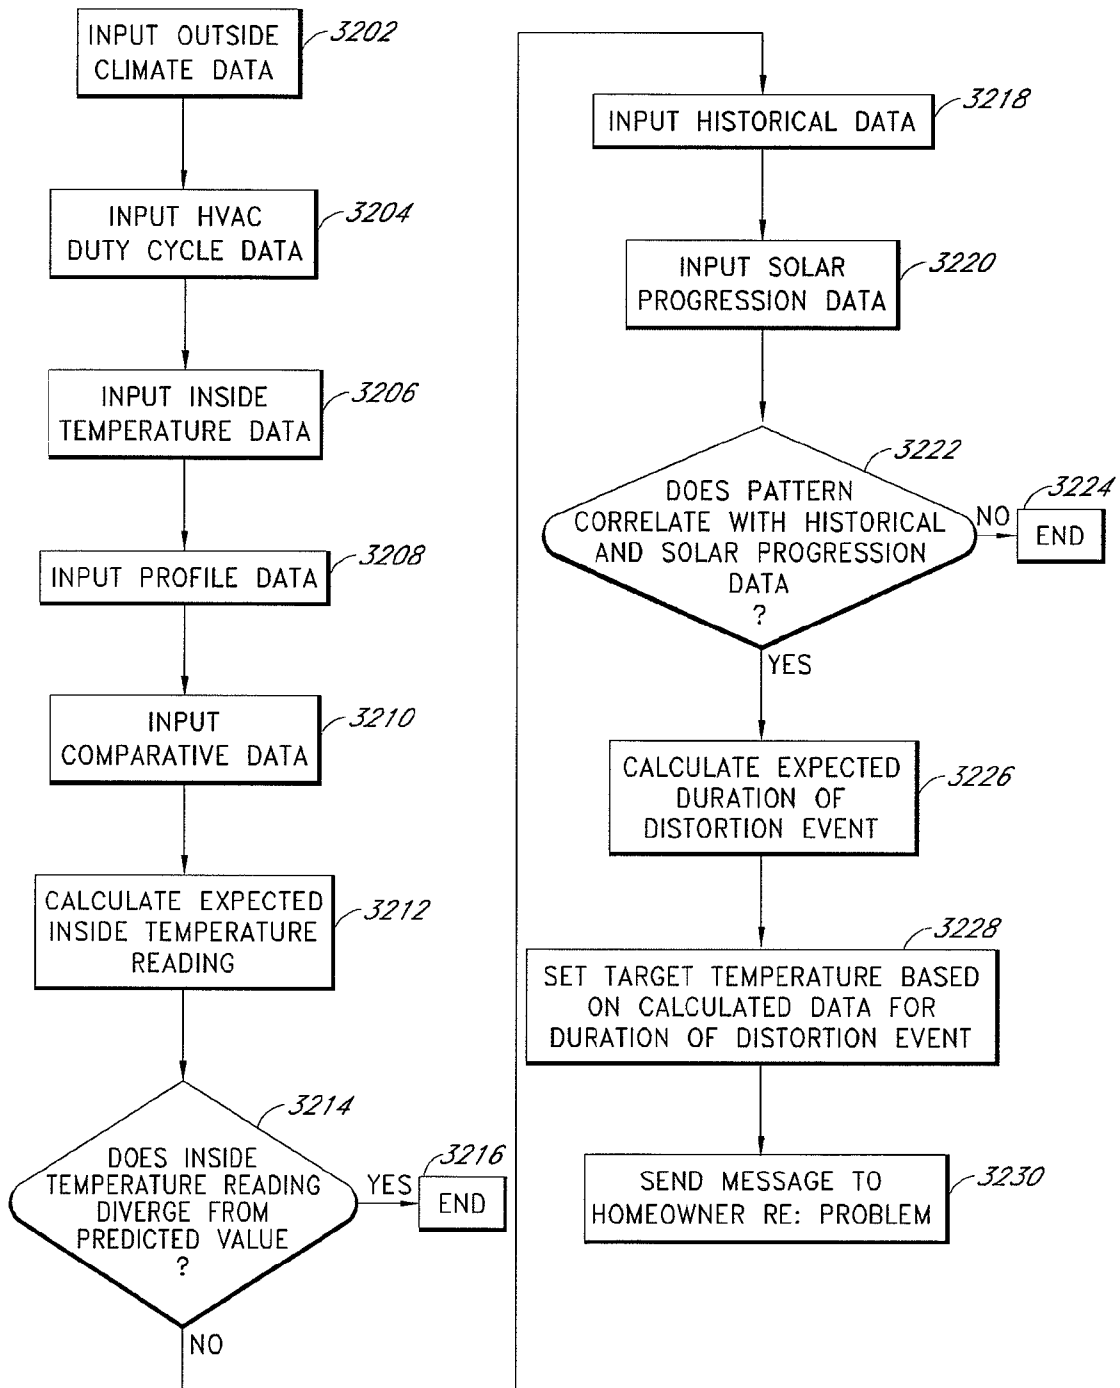 INPUT OUTSIDE
CLIMATE DATA
3202
INPUT HVAC
DUTY CYCLE DATA
3204
INPUT INSIDE
TEMPERATURE DATA
3206
INPUT PROFILE DATA
3208
INPUT
COMPARATIVE DATA
3210
CALCULATE EXPECTED
INSIDE TEMPERATURE
READING
3212
3214
DOES INSIDE
TEMPERATURE READING
DIVERGE FROM
PREDICTED VALUE
?
YES
3216
END
NO
INPUT HISTORICAL DATA
3218
INPUT SOLAR
PROGRESSION DATA
3220
3222
DOES PATTERN
CORRELATE WITH HISTORICAL
AND SOLAR PROGRESSION
DATA
?
NO
3224
END
YES
CALCULATE EXPECTED
DURATION OF
DISTORTION EVENT
3226
3228
SET TARGET TEMPERATURE BASED
ON CALCULATED DATA FOR
DURATION OF DISTORTION EVENT
SEND MESSAGE TO
HOMEOWNER RE: PROBLEM
3230